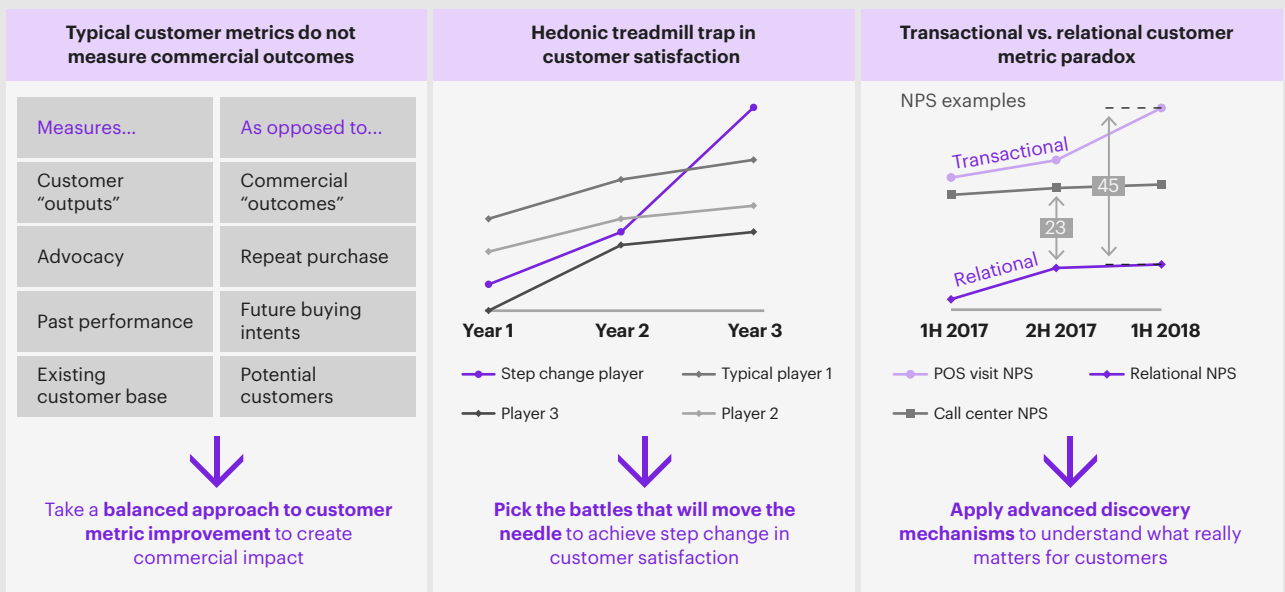 Typical customer metrics do not
measure commercial outcomes
Measures...
As opposed to...
Customer
“outputs”
Commercial
“outcomes”
Advocacy
Repeat purchase
Past performance
Future buying
intents
Existing
customer base
Potential
customers
Take a balanced approach to customer
metric improvement to create
commercial impact
Hedonic treadmill trap in
customer satisfaction
Year 1
Year 2
Year 3
Step change player
Typical player 1
Player 3
Player 2
Pick the battles that will move the
needle to achieve step change in
customer satisfaction
Transactional vs. relational customer
metric paradox
NPS examples
Transactional
45
23
Relational
1H 2017
2H 2017
1H 2018
POS visit NPS
Relational NPS
Call center NPS
Apply advanced discovery
mechanisms to understand what really
matters for customers